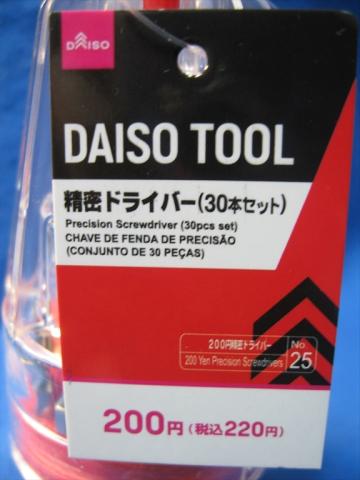 DAISO
DAISO TOOL
精密ドライバー(30本セット)
Precision Screwdriver (30pcs set)
CHAVE DE FENDA DE PRECISÃO
(CONJUNTO DE 30 PEÇAS)
200円精密ドライバー
200 Yen Precision Screwdrivers
No
25
200円(税込220円)